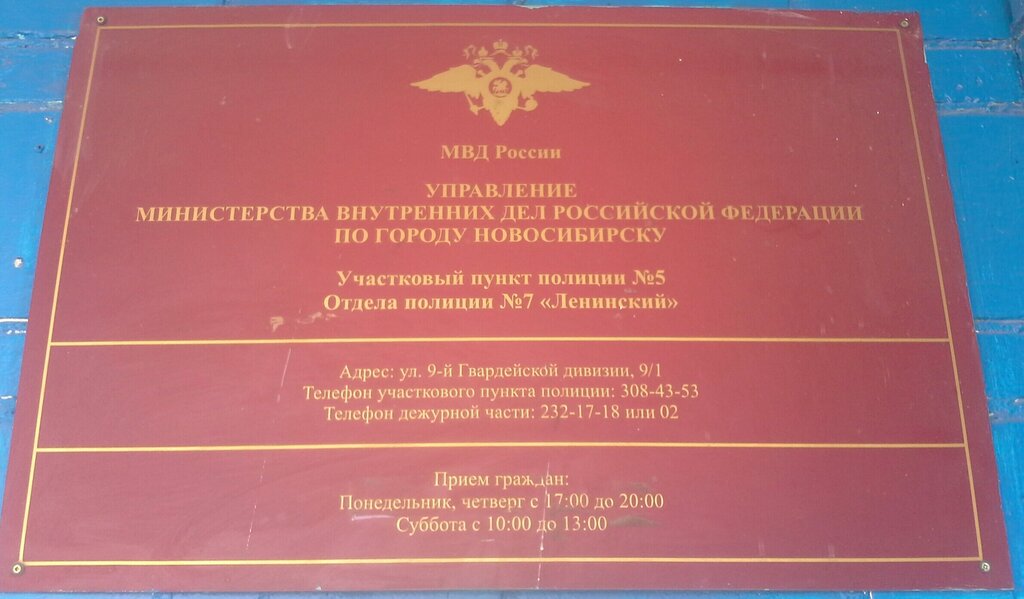 МВД России
УПРАВЛЕНИЕ
МИНИСТЕРСТВА ВНУТРЕННИХ ДЕЛ РОССИЙСКОЙ ФЕДЕРАЦИИ
ПО ГОРОДУ НОВОСИБИРСКУ
Участковый пункт полиции №5
Отдела полиции №7 «Ленинский»
Адрес: ул. 9-й Гвардейской дивизии, 9/1
Телефон участкового пункта полиции: 308-43-53
Телефон дежурной части: 232-17-18 или 02
Прием граждан:
Понедельник, четверг с 17:00 до 20:00
Суббота с 10:00 до 13:00